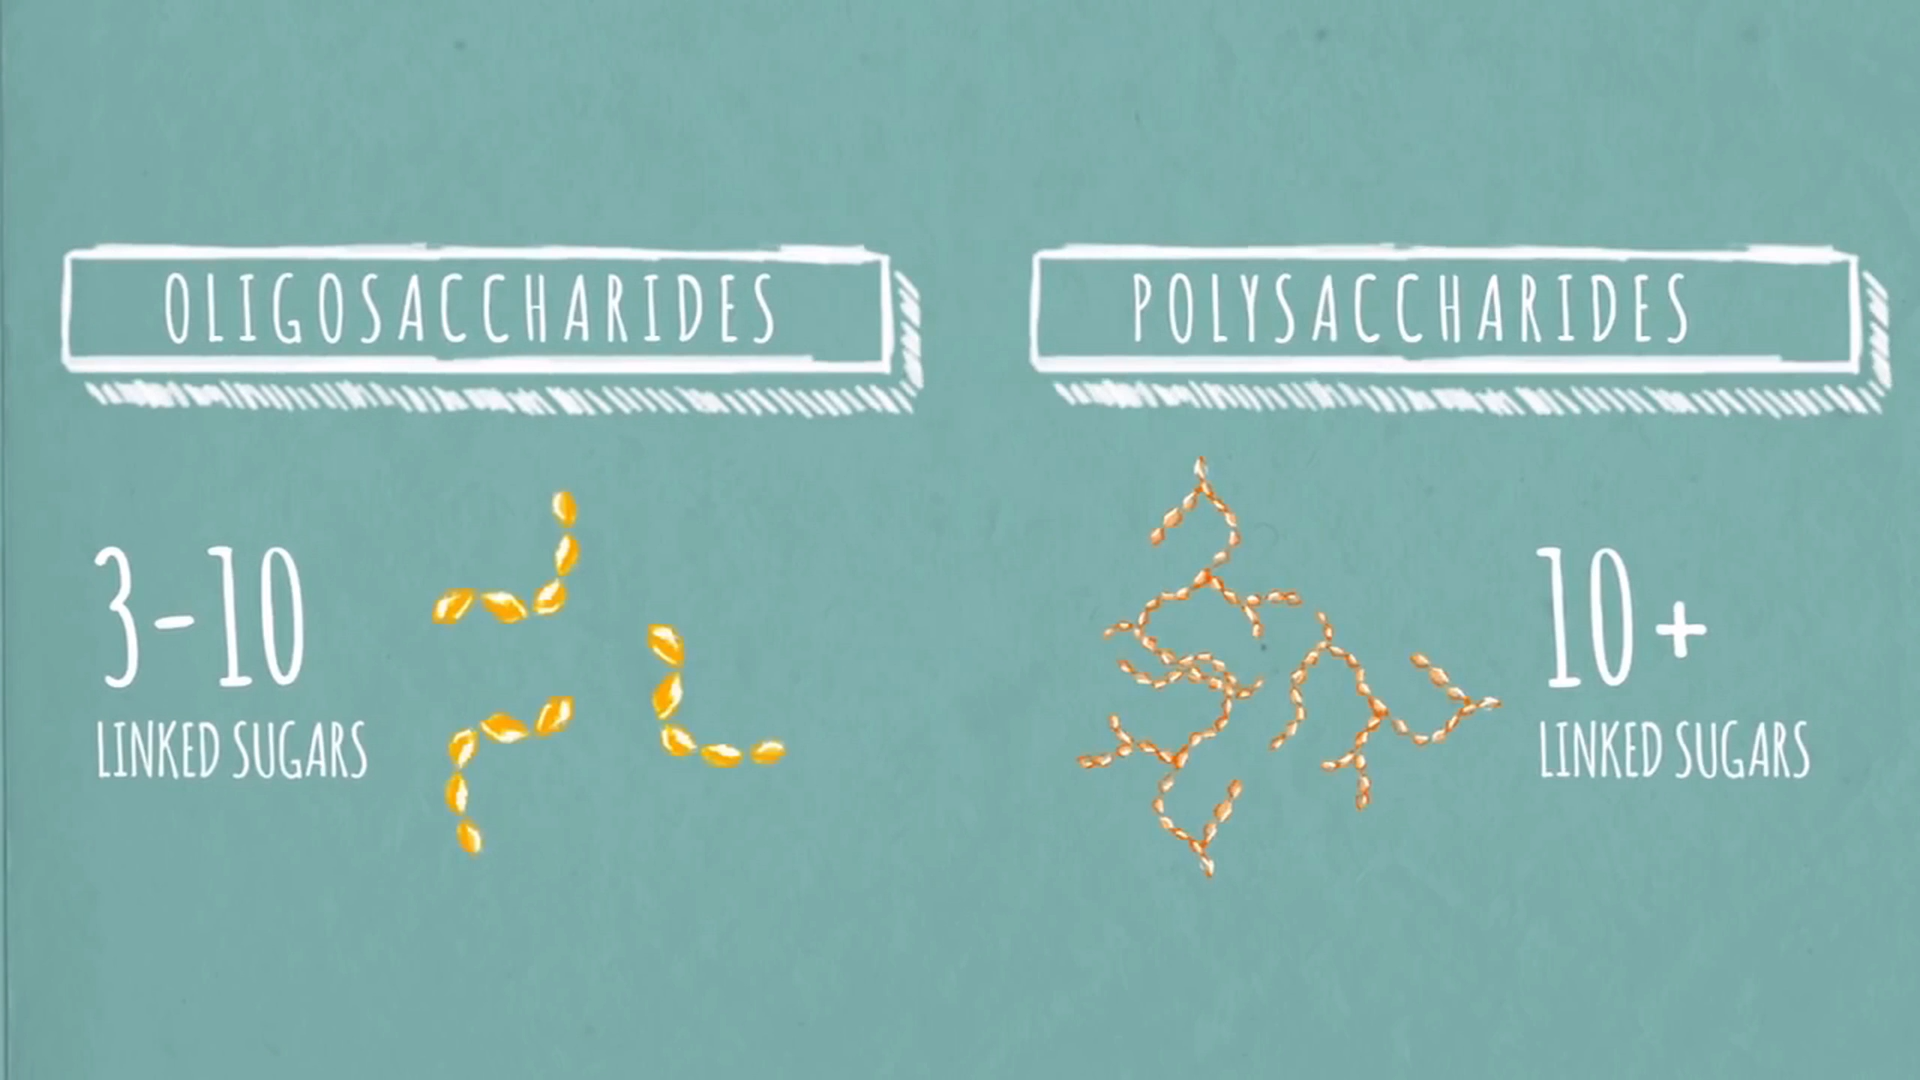 OLIGOSACCHARIDES
3-10
LINKED SUGARS
POLYSACCHARIDES
10+
LINKED SUGARS